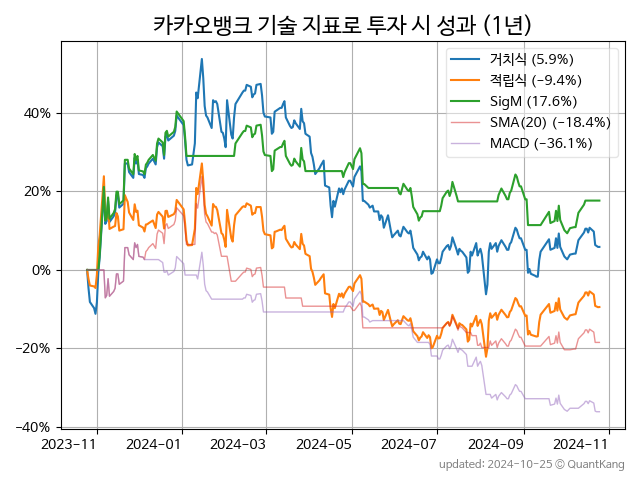 카카오뱅크 기술 지표로 투자 시 성과 (1년)
거치식 (5.9%)
적립식 (−9.4%)
SigM (17.6%)
SMA(20) (−18.4%)
MACD (−36.1%)
40%
20%
0%
−20%
−40%
2023−11 2024−01 2024−03 2024−05 2024−07 2024−09 2024−11
updated: 2024-10-25 © QuantKang